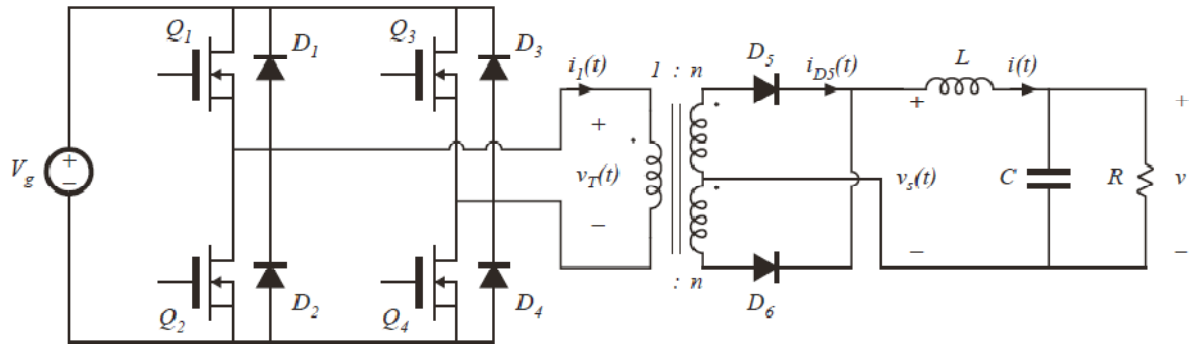 Q1 D1 Q3 D3 i1(t) 1 : n D5 iD5(t) L i(t)
+ + +
Vg + − vT(t) vs(t) C R v
− − −
Q2 D2 Q4 D4 : n D6